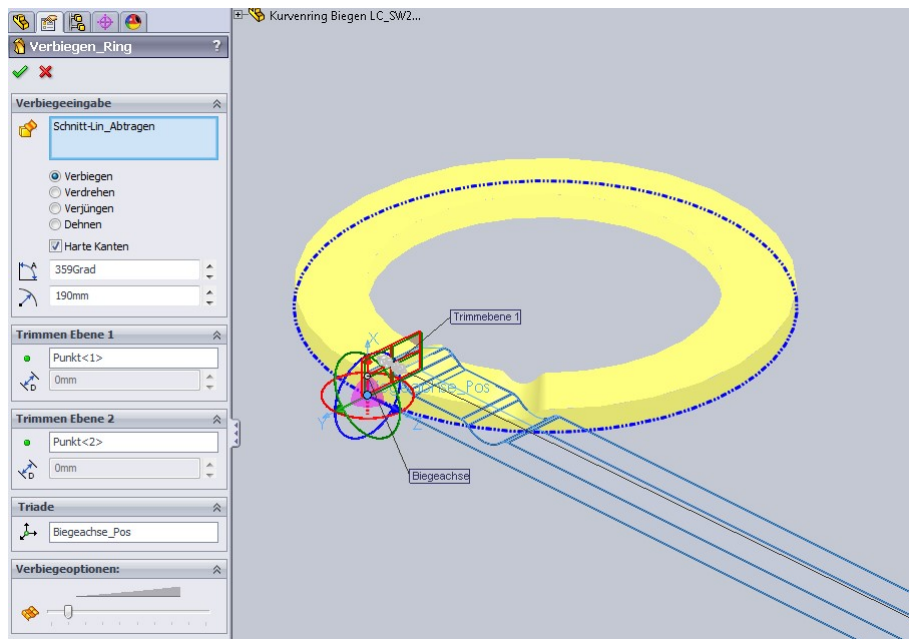 Kurvenring Biegen LC_SW2...
Verbiegen_Ring ?
Verbiegeeingabe
Schnitt-Lin_Abtragen
Verbiegen
Verdrehen
Verjüngen
Dehnen
Harte Kanten
359Grad
190mm
Trimmen Ebene 1
Punkt<1>
0mm
Trimmen Ebene 2
Punkt<2>
0mm
Triade
Biegeachse_Pos
Verbiegeoptionen:
Trimmebene 1
X
Y
Z
Biegeachse